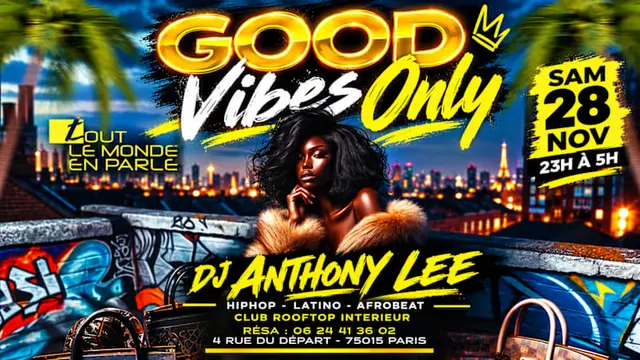 GOOD
Vibes Only
SAM
28
NOV
23H À 5H
tOUT
LE MONDE
EN PARLE
DJ ANTHONY LEE
HIPHOP - LATINO - AFROBEAT
CLUB ROOFTOP INTERIEUR
RÉSA : 06 24 41 36 02
4 RUE DU DÉPART - 75015 PARIS